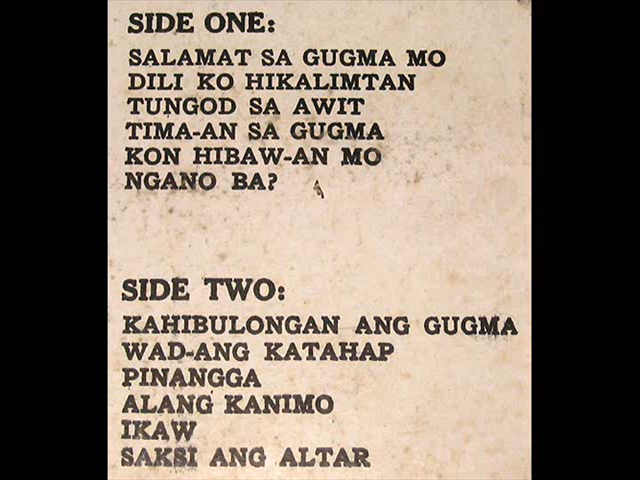 SIDE ONE:
SALAMAT SA GUGMA MO
DILI KO HIKALIMTAN
TUNGOD SA AWIT
TIMA-AN SA GUGMA
KON HIBAW-AN MO
NGANO BA?
SIDE TWO:
KAHIBULONGAN ANG GUGMA
WAD-ANG KATAHAP
PINANGGA
ALANG KANIMO
IKAW
SAKSI ANG ALTAR